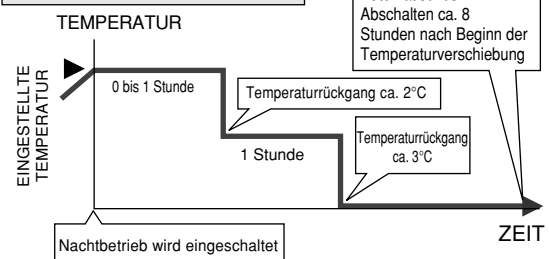 Abschalten ca. 8
Stunden nach Beginn der
Temperaturverschiebung
TEMPERATUR
EINGESTELLTE
TEMPERATUR
0 bis 1 Stunde
Temperaturrückgang ca. 2°C
1 Stunde
Temperaturrückgang
ca. 3°C
ZEIT
Nachtbetrieb wird eingeschaltet